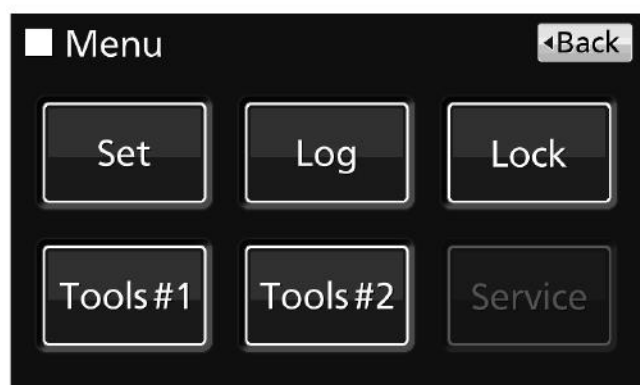 Menu
◂Back
Set
Log
Lock
Tools #1
Tools #2
Service